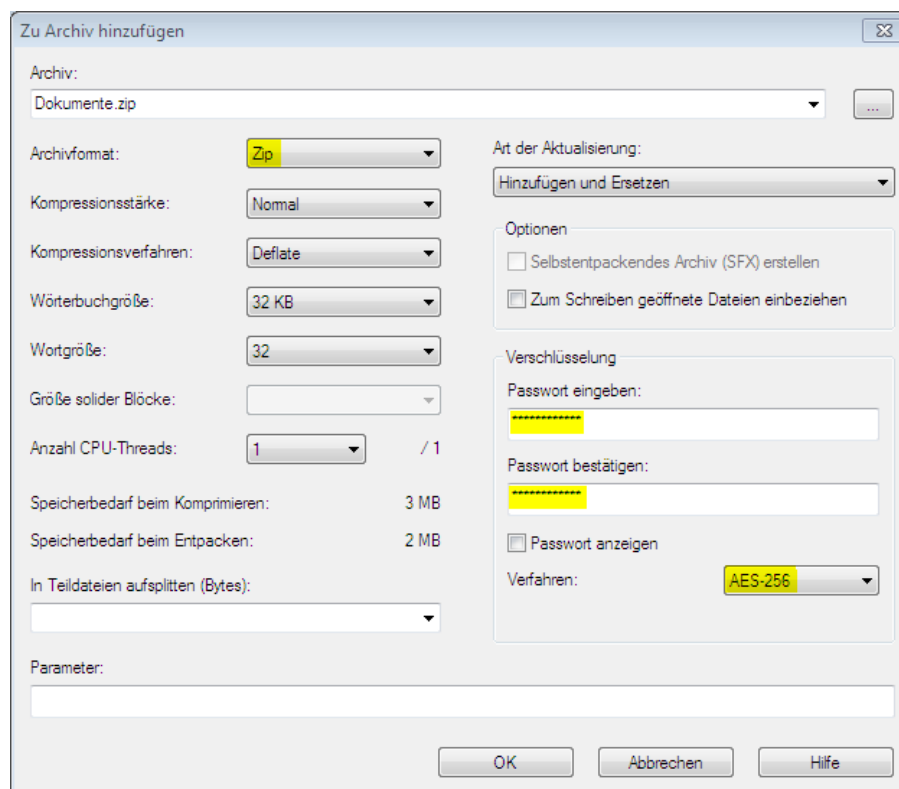 Zu Archiv hinzufügen
Archiv:
Dokumente.zip
...
Archivformat:
Zip
Kompressionsstärke:
Normal
Kompressionsverfahren:
Deflate
Wörterbuchgröße:
32 KB
Wortgröße:
32
Größe solider Blöcke:
Anzahl CPU-Threads:
1
/ 1
Speicherbedarf beim Komprimieren:
3 MB
Speicherbedarf beim Entpacken:
2 MB
In Teildateien aufsplitten (Bytes):
Art der Aktualisierung:
Hinzufügen und Ersetzen
Optionen
Selbstentpackendes Archiv (SFX) erstellen
Zum Schreiben geöffnete Dateien einbeziehen
Verschlüsselung
Passwort eingeben:
************
Passwort bestätigen:
************
Passwort anzeigen
Verfahren:
AES-256
Parameter:
OK
Abbrechen
Hilfe